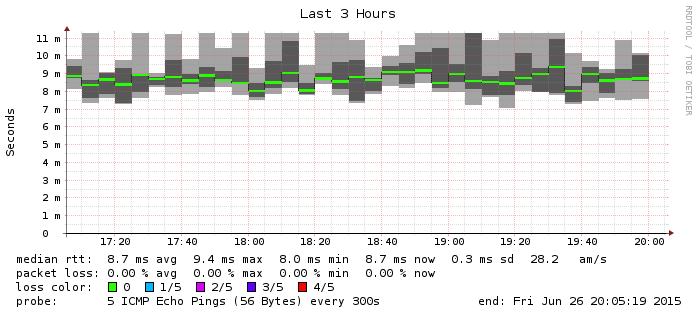 Last 3 Hours
RRDTOOL / TOBI OETIKER
Seconds
11 m
10 m
9 m
8 m
7 m
6 m
5 m
4 m
3 m
2 m
1 m
0
17:20 17:40 18:00 18:20 18:40 19:00 19:20 19:40 20:00
median rtt: 8.7 ms avg 9.4 ms max 8.0 ms min 8.7 ms now 0.3 ms sd 28.2 am/s
packet loss: 0.00 % avg 0.00 % max 0.00 % min 0.00 % now
loss color: 0 1/5 2/5 3/5 4/5
probe: 5 ICMP Echo Pings (56 Bytes) every 300s end: Fri Jun 26 20:05:19 2015